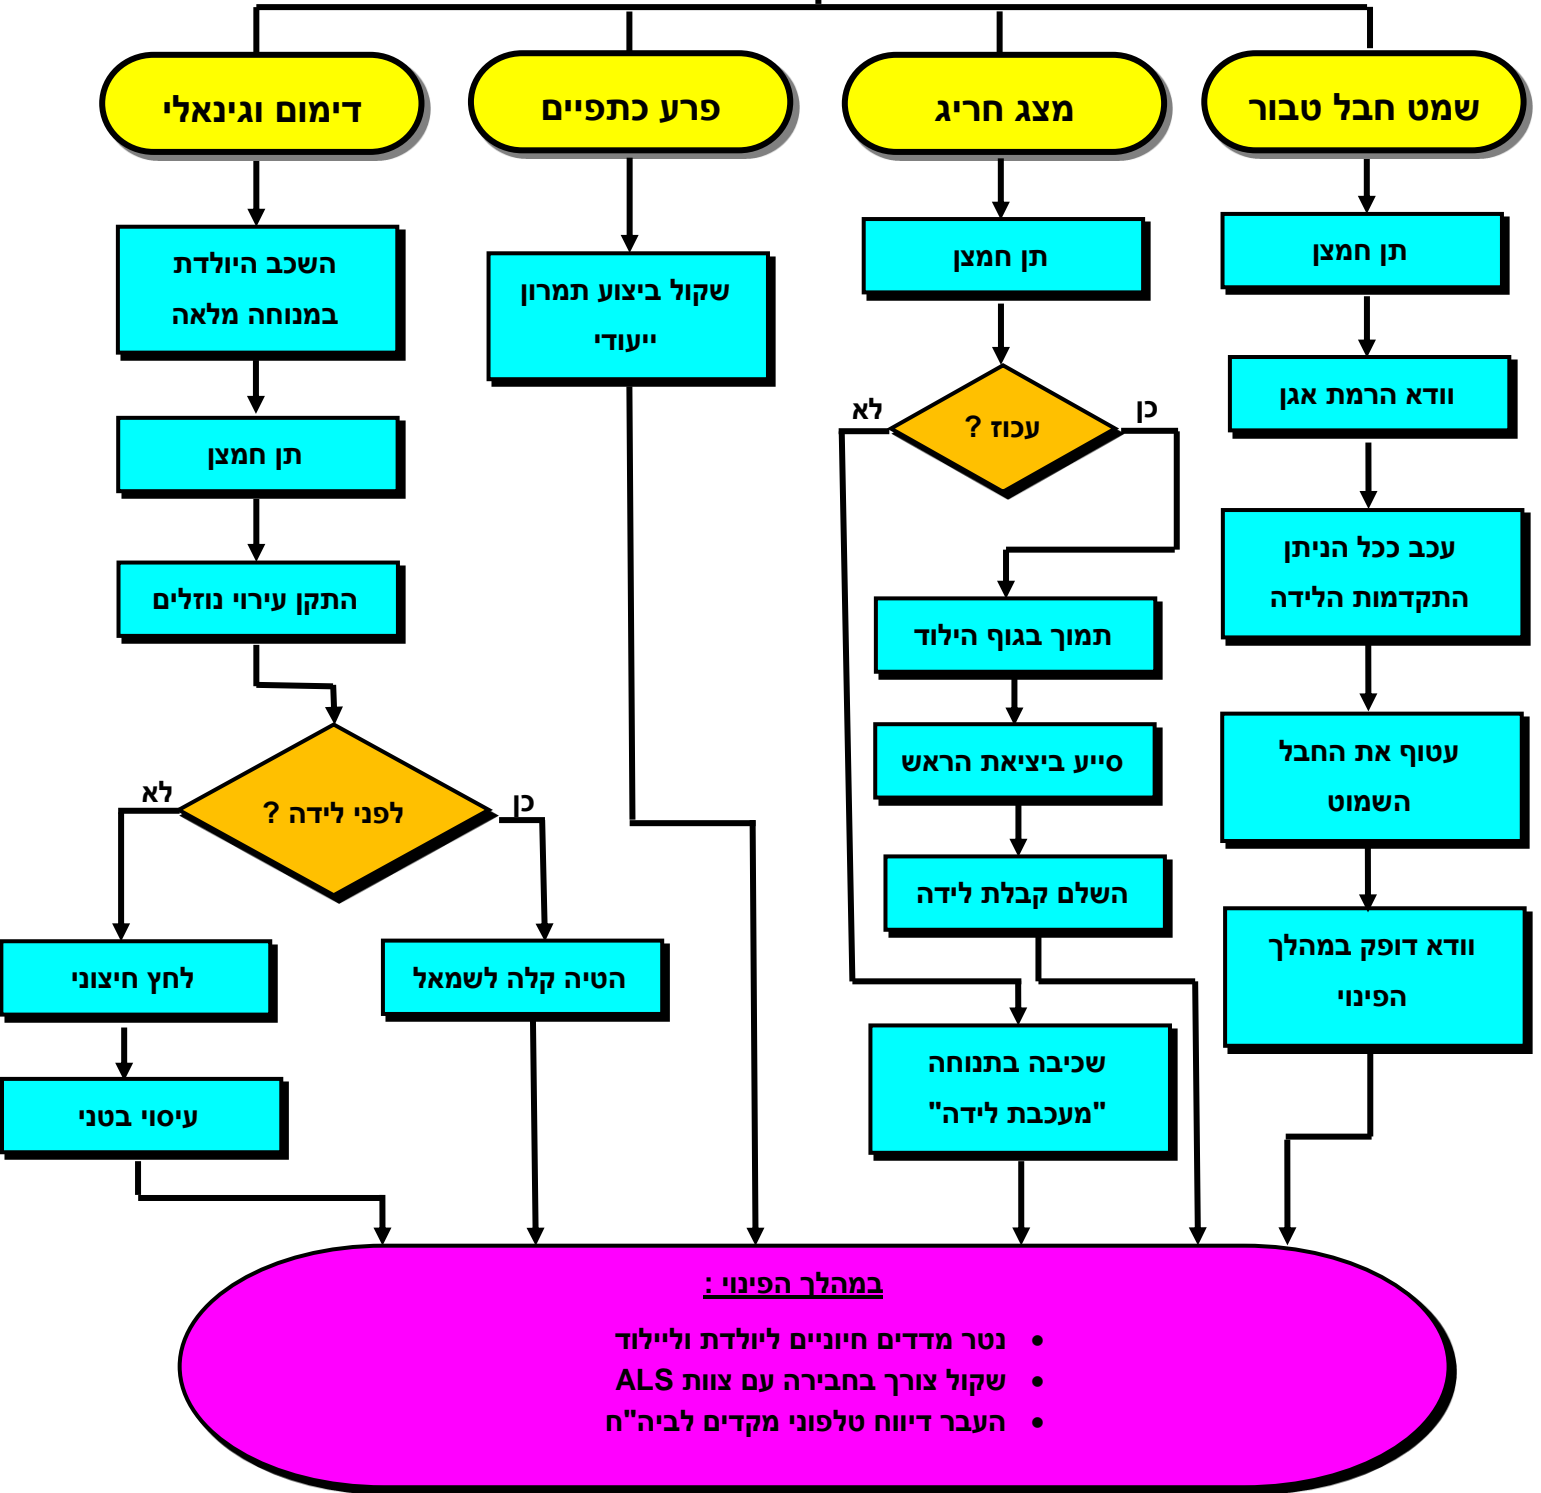 שמט חבל טבור
תן חמצן
וודא הרמת אגן
עכב ככל הניתן
התקדמות הלידה
עטוף את החבל
השמוט
וודא דופק במהלך
הפינוי
מצג חריג
תן חמצן
עכוז ?
כן
לא
תמוך בגוף הילוד
סייע ביציאת הראש
השלם קבלת לידה
שכיבה בתנוחה
"מעכבת לידה"
פרע כתפיים
שקול ביצוע תמרון
ייעודי
דימום וגינאלי
השכב היולדת
במנוחה מלאה
תן חמצן
התקן עירוי נוזלים
לפני לידה ?
כן
לא
הטיה קלה לשמאל
לחץ חיצוני
עיסוי בטני
במהלך הפינוי :
• נטר מדדים חיוניים ליולדת וליילוד
• שקול צורך בחבירה עם צוות ALS
• העבר דיווח טלפוני מקדים לביה"ח